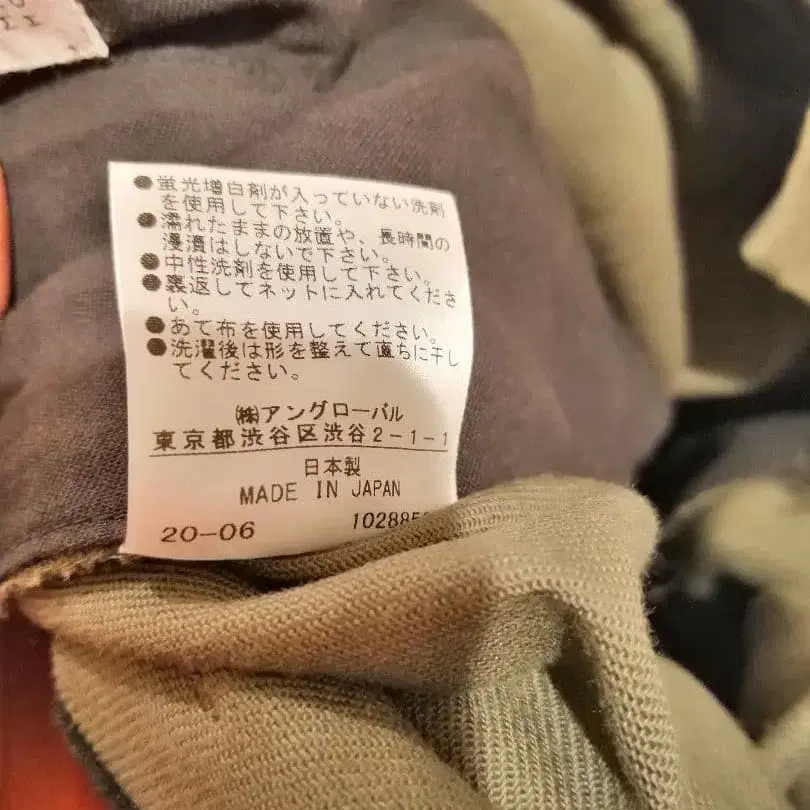 ●蛍光増白剤が入っていない洗剤
を使用して下さい。
●濡れたままの放置や、長時間の
浸漬はしないで下さい。
●中性洗剤を使用して下さい。
●裏返してネットに入れてくださ
い。
●あて布を使用してください。
●洗濯後は形を整えて直ちに干し
てください。
㈱アングローバル
東京都渋谷区渋谷2-1-1
日本製
MADE IN JAPAN
20-06